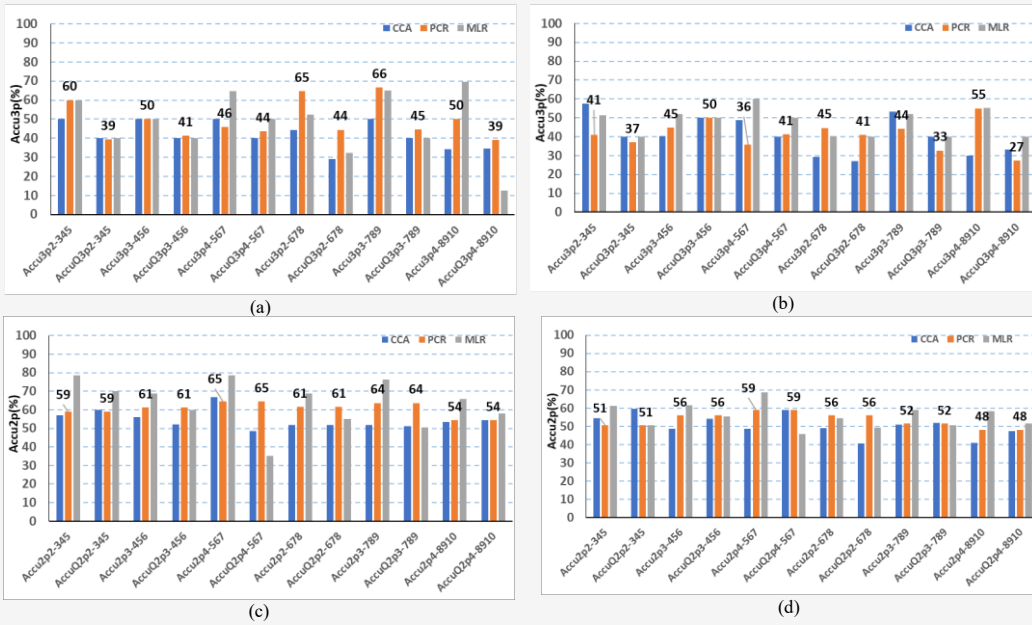 100
90
80
70
60
50
40
30
20
10
0
Accu3p(%)
CCA PCR MLR
60 39 50 41 46 44 65 44 66 45 50 39
Accu3p2-345 AccuQ3p2-345 Accu3p3-456 AccuQ3p3-456 Accu3p4-567 AccuQ3p4-567 Accu3p2-678 AccuQ3p2-678 Accu3p3-789 AccuQ3p3-789 Accu3p4-8910 AccuQ3p4-8910
(a)
100
90
80
70
60
50
40
30
20
10
0
Accu3p(%)
CCA PCR MLR
41 37 45 50 36 41 45 41 44 33 55 27
Accu3p2-345 AccuQ3p2-345 Accu3p3-456 AccuQ3p3-456 Accu3p4-567 AccuQ3p4-567 Accu3p2-678 AccuQ3p2-678 Accu3p3-789 AccuQ3p3-789 Accu3p4-8910 AccuQ3p4-8910
(b)
100
90
80
70
60
50
40
30
20
10
0
Accu2p(%)
CCA PCR MLR
59 59 61 61 65 65 61 61 64 64 54 54
Accu2p2-345 AccuQ2p2-345 Accu2p3-456 AccuQ2p3-456 Accu2p4-567 AccuQ2p4-567 Accu2p2-678 AccuQ2p2-678 Accu2p3-789 AccuQ2p3-789 Accu2p4-8910 AccuQ2p4-8910
(c)
100
90
80
70
60
50
40
30
20
10
0
Accu2p(%)
CCA PCR MLR
51 51 56 56 59 59 56 56 52 52 48 48
Accu2p2-345 AccuQ2p2-345 Accu2p3-456 AccuQ2p3-456 Accu2p4-567 AccuQ2p4-567 Accu2p2-678 AccuQ2p2-678 Accu2p3-789 AccuQ2p3-789 Accu2p4-8910 AccuQ2p4-8910
(d)